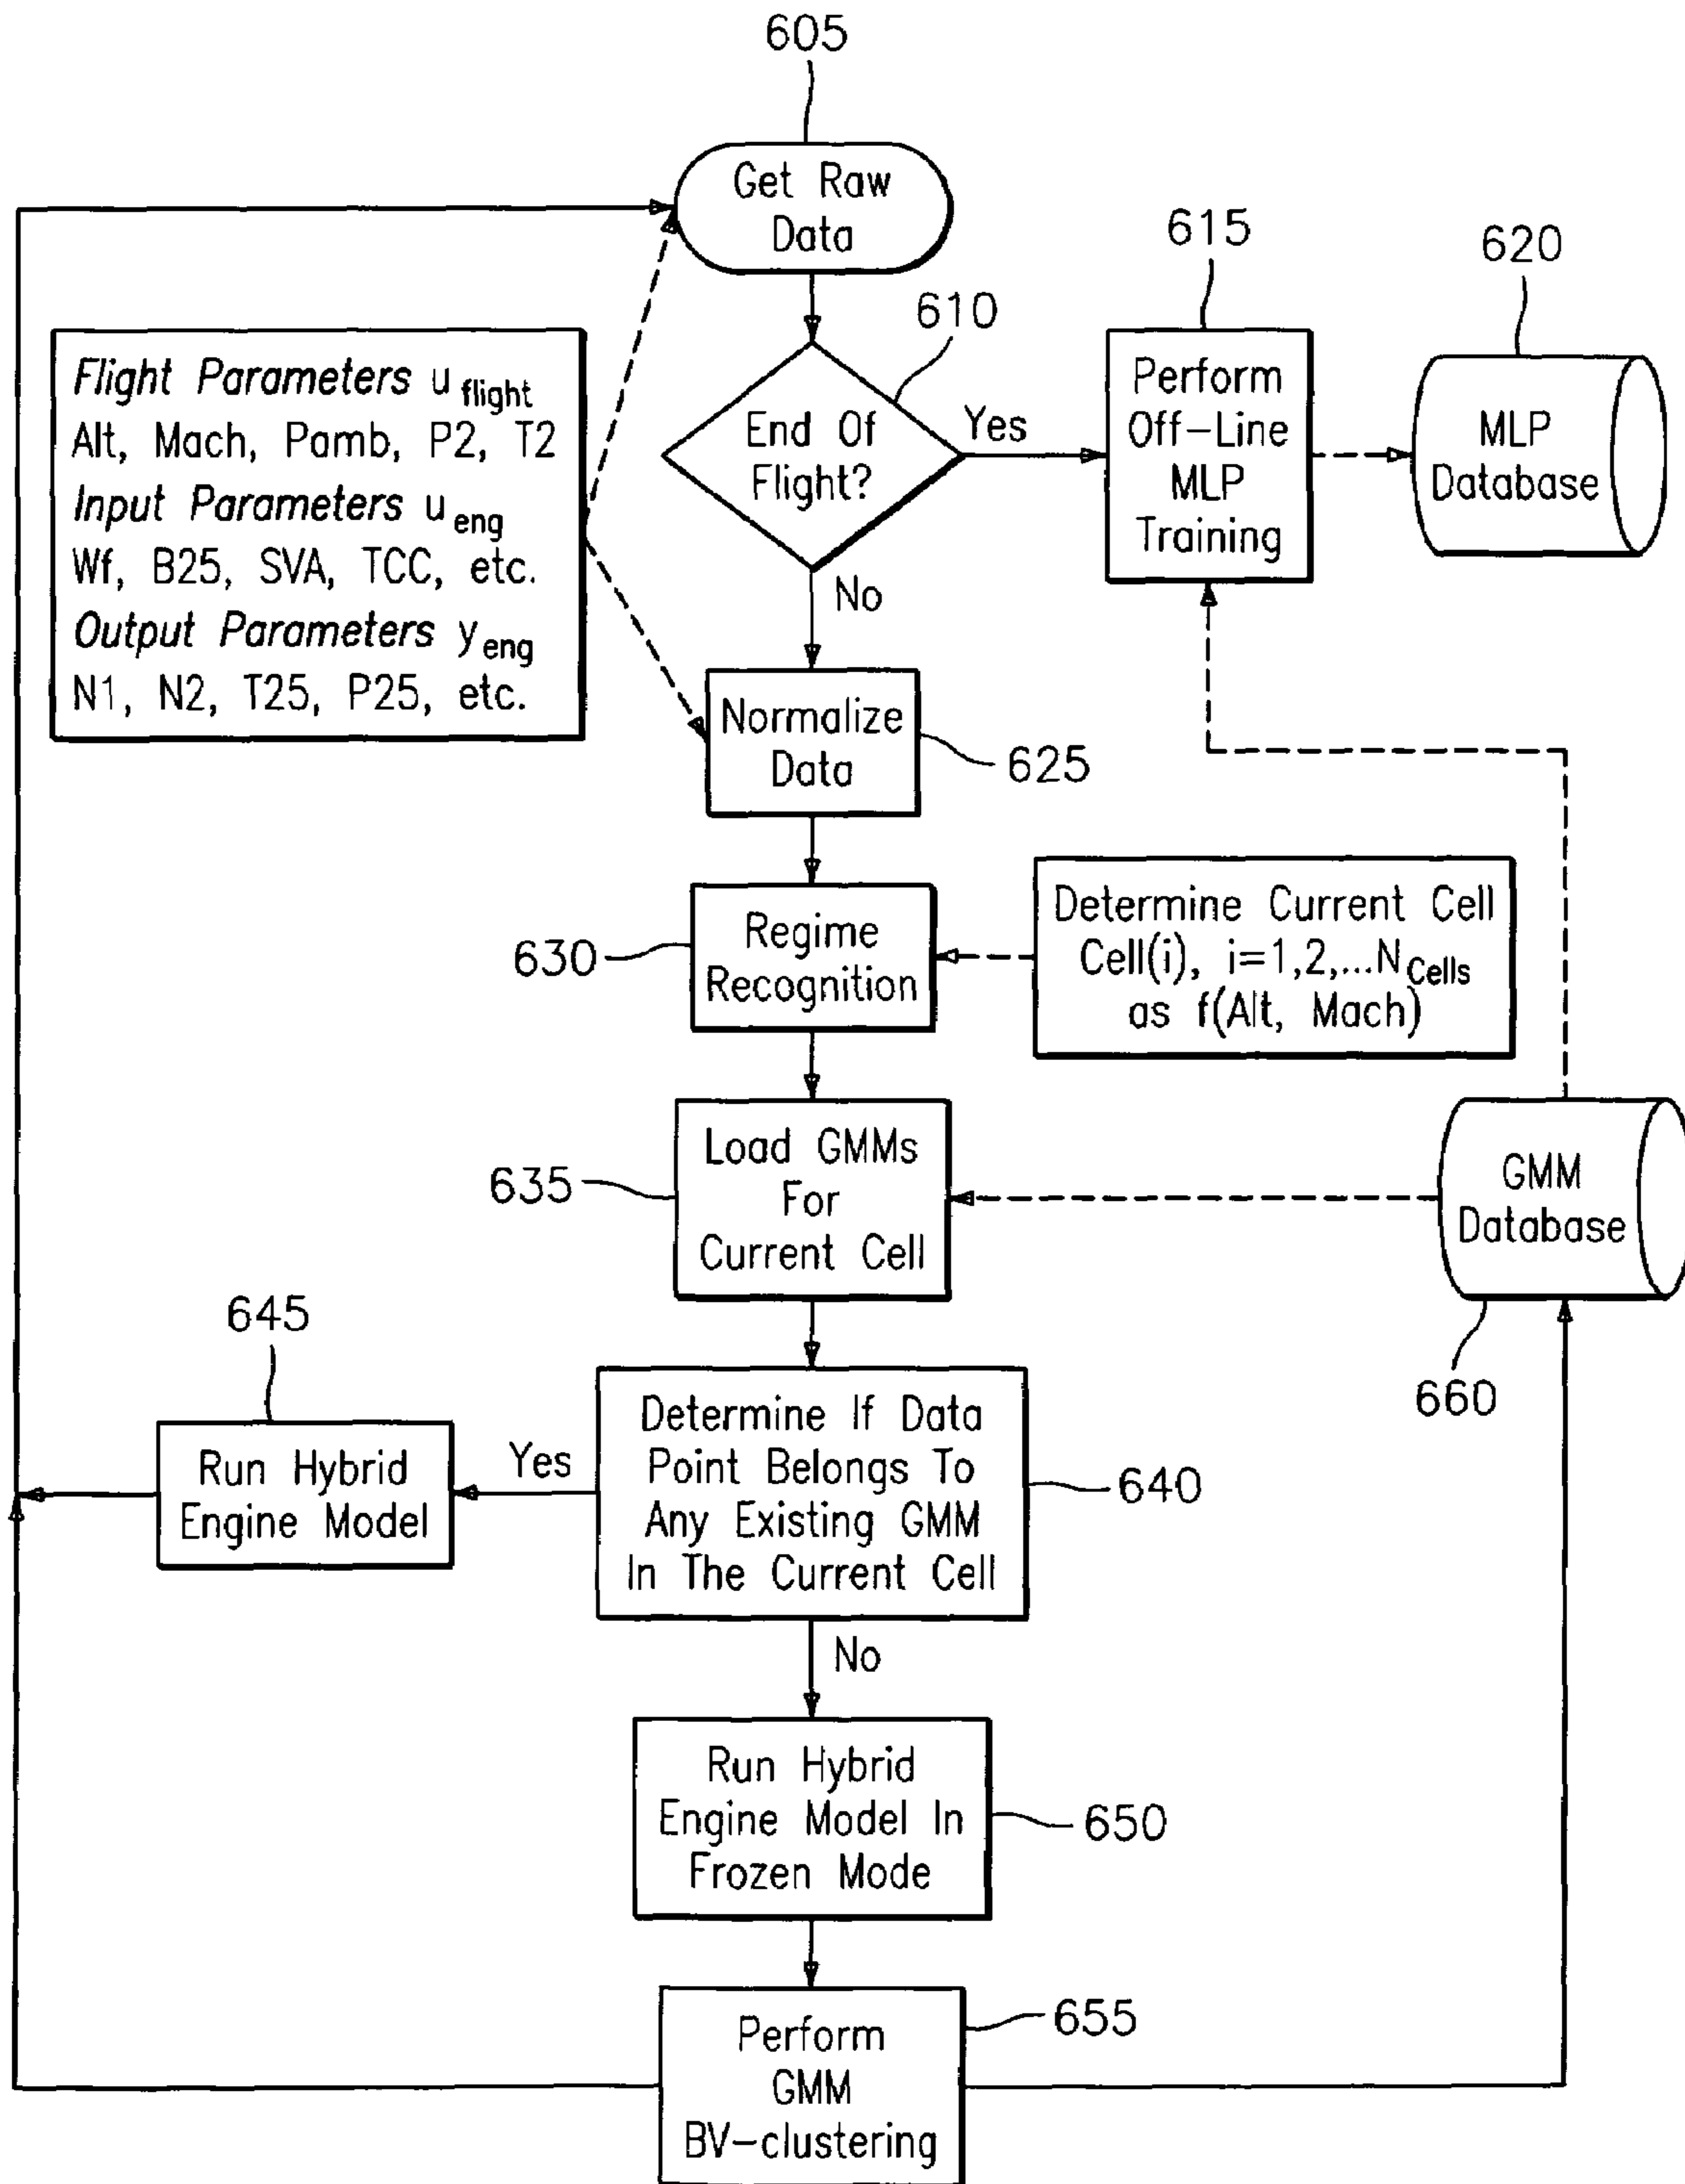 605
Get Raw
Data
610
End Of
Flight?
Yes
No
615
Perform
Off-Line
MLP
Training
620
MLP
Database
Flight Parameters u flight
Alt, Mach, Pamb, P2, T2
Input Parameters u eng
Wf, B25, SVA, TCC, etc.
Output Parameters y eng
N1, N2, T25, P25, etc.
Normalize
Data
625
630
Regime
Recognition
Determine Current Cell
Cell(i), i=1,2,...N Cells
as f(Alt, Mach)
635
Load GMMs
For
Current Cell
GMM
Database
660
645
Run Hybrid
Engine Model
Yes
Determine If Data
Point Belongs To
Any Existing GMM
In The Current Cell
640
No
Run Hybrid
Engine Model In
Frozen Mode
650
Perform
GMM
BV-clustering
655